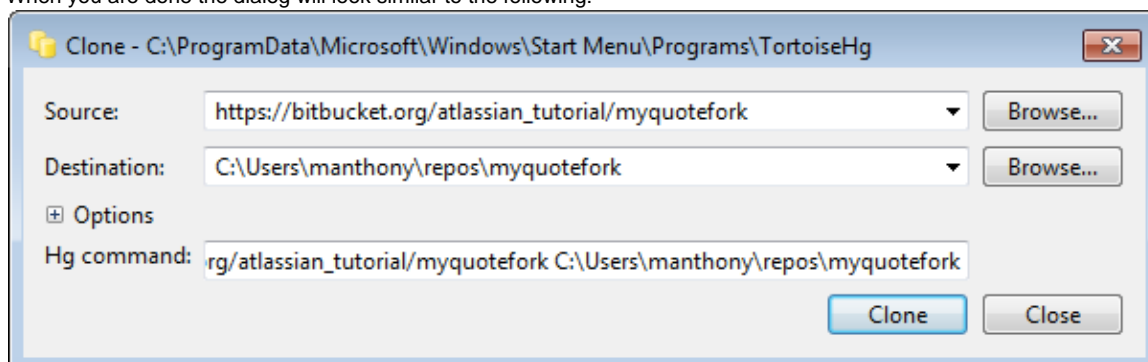 When you are done the dialog will look similar to the following:
Clone - C:\ProgramData\Microsoft\Windows\Start Menu\Programs\TortoiseHg
Source: https://bitbucket.org/atlassian_tutorial/myquotefork Browse...
Destination: C:\Users\manthony\repos\myquotefork Browse...
Options
Hg command: rg/atlassian_tutorial/myquotefork C:\Users\manthony\repos\myquotefork
Clone Close